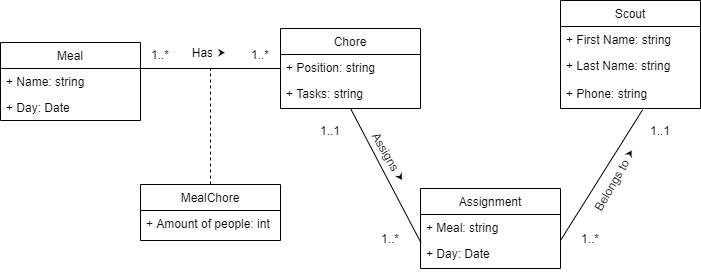 Scout
+ First Name: string
+ Last Name: string
+ Phone: string
Meal
+ Name: string
+ Day: Date
1..*
Has
1..*
Chore
+ Position: string
+ Tasks: string
1..1
Assigns
1..1
Belongs to
MealChore
+ Amount of people: int
1..*
Assignment
+ Meal: string
+ Day: Date
1..*